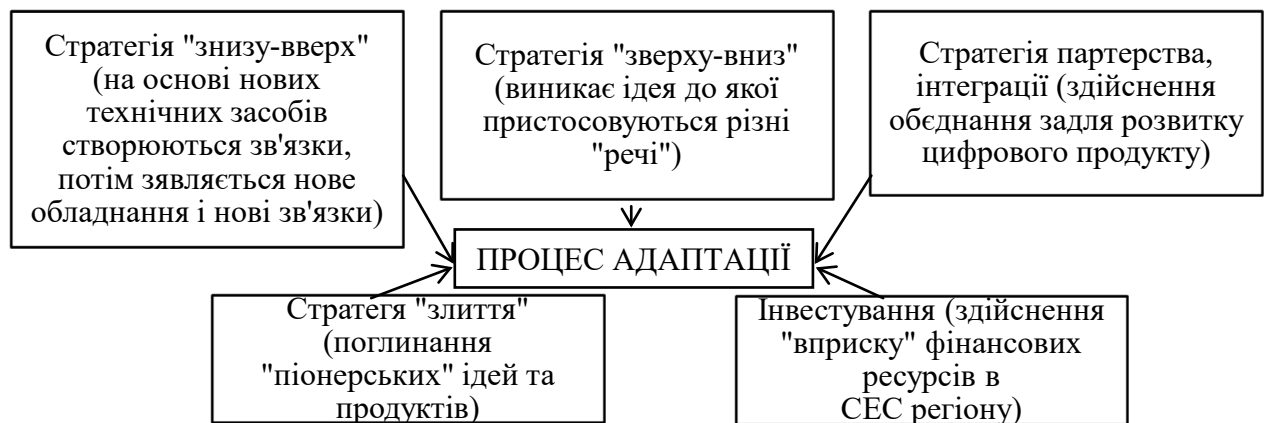 Стратегія "знизу-вверх"
(на основі нових
технічних засобів
створюються зв'язки,
потім зявляється нове
обладнання і нові зв'язки)
Стратегія "зверху-вниз"
(виникає ідея до якої
пристосовуються різні
"речі")
Стратегія партерства,
інтеграції (здійснення
обєднання задля розвитку
цифрового продукту)
ПРОЦЕС АДАПТАЦІЇ
Стратегя "злиття"
(поглинання
"піонерських" ідей та
продуктів)
Інвестування (здійснення
"вприску" фінансових
ресурсів в
СЕС регіону)